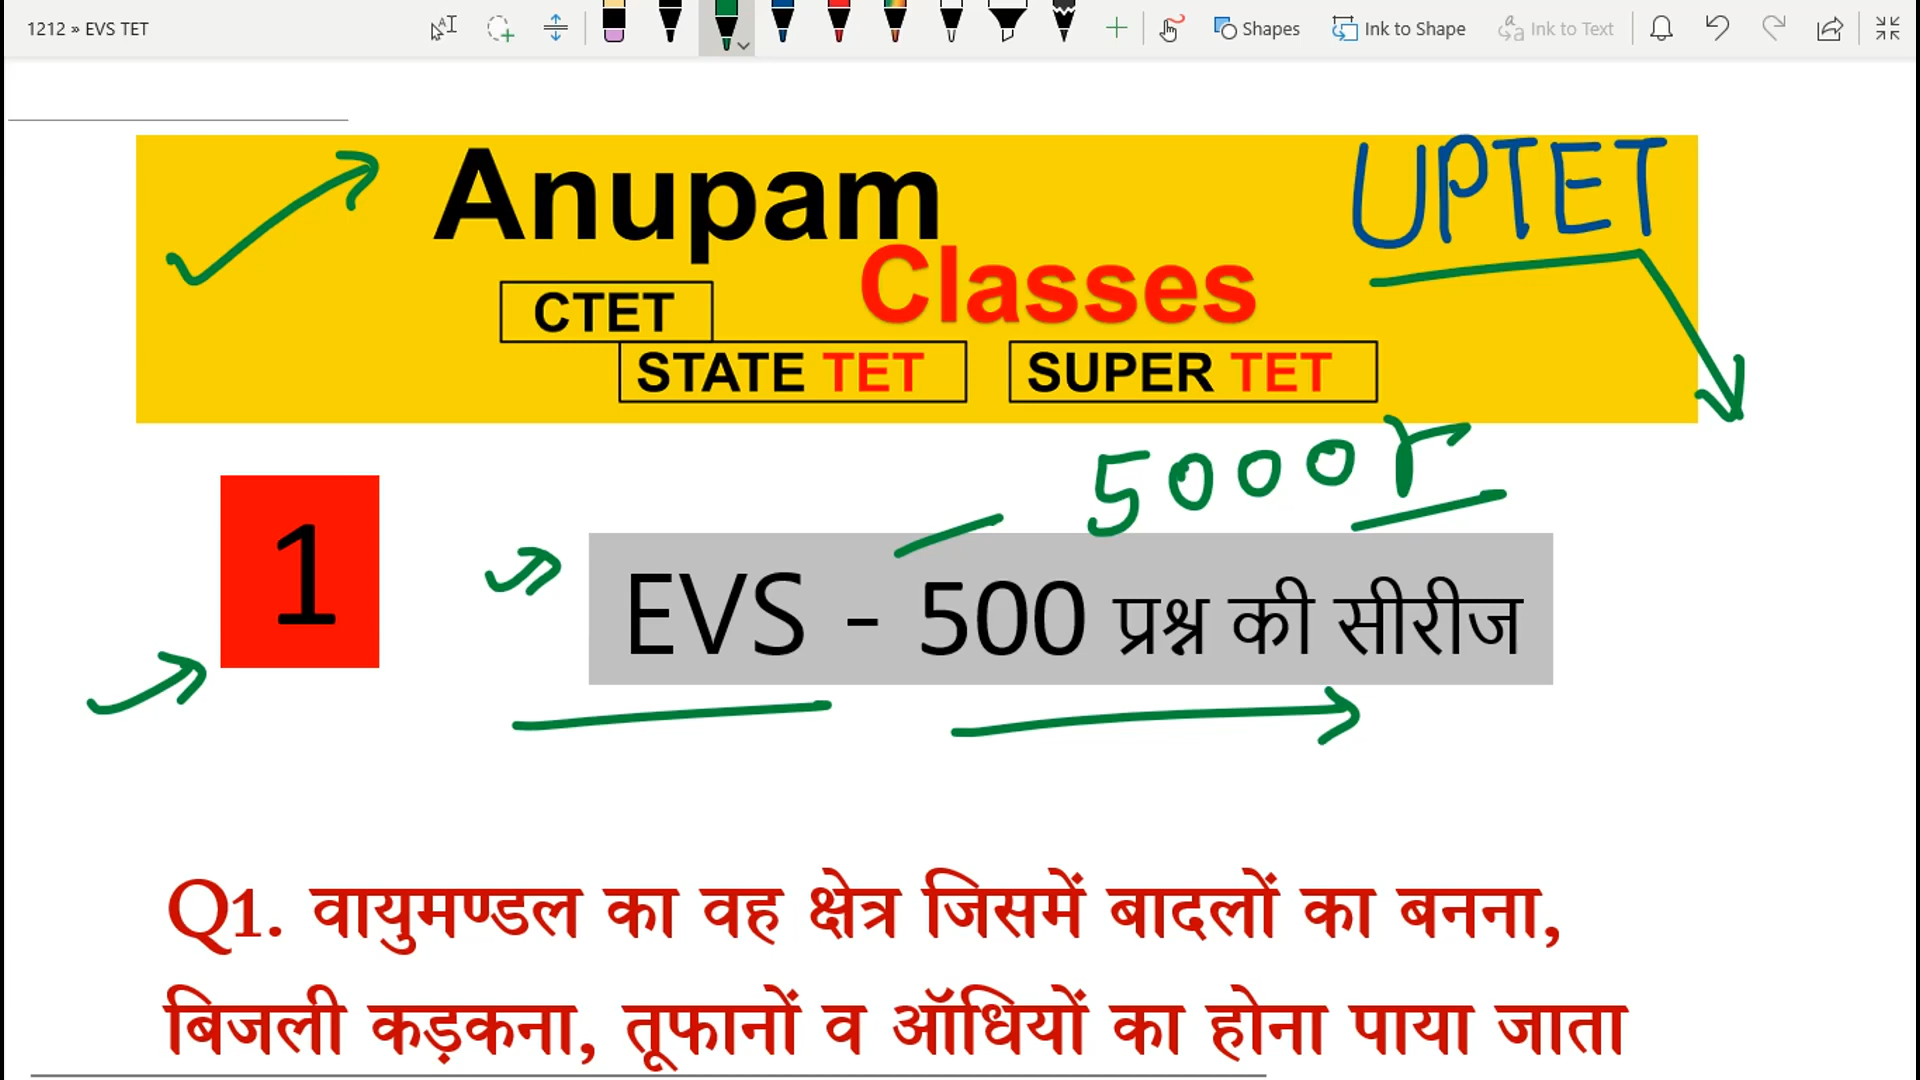 1212 » EVS TET
Shapes
Ink to Shape
Ink to Text
Anupam
UPTET
Classes
CTET
STATE TET
SUPER TET
5000
1
EVS - 500 प्रश्न की सीरीज
Q1. वायुमण्डल का वह क्षेत्र जिसमें बादलों का बनना,
बिजली कड़कना, तूफानों व ऑधियों का होना पाया जाता